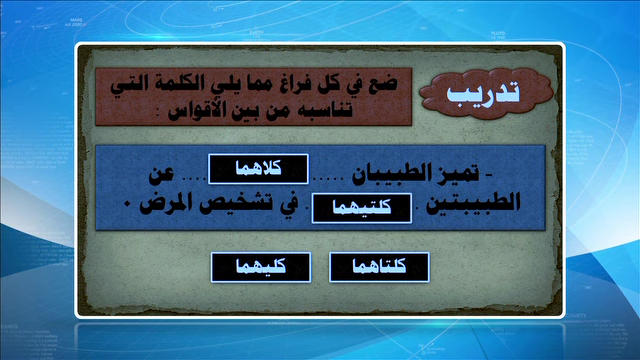 تدريب
ضع في كل فراغ مما يلي الكلمة التي
تناسبه من بين الأقواس :
- تميز الطبيبان ..... كلاهما .... عن
الطبيبتين . كلتيهما . في تشخيص المرض .
كلتاهما كليهما